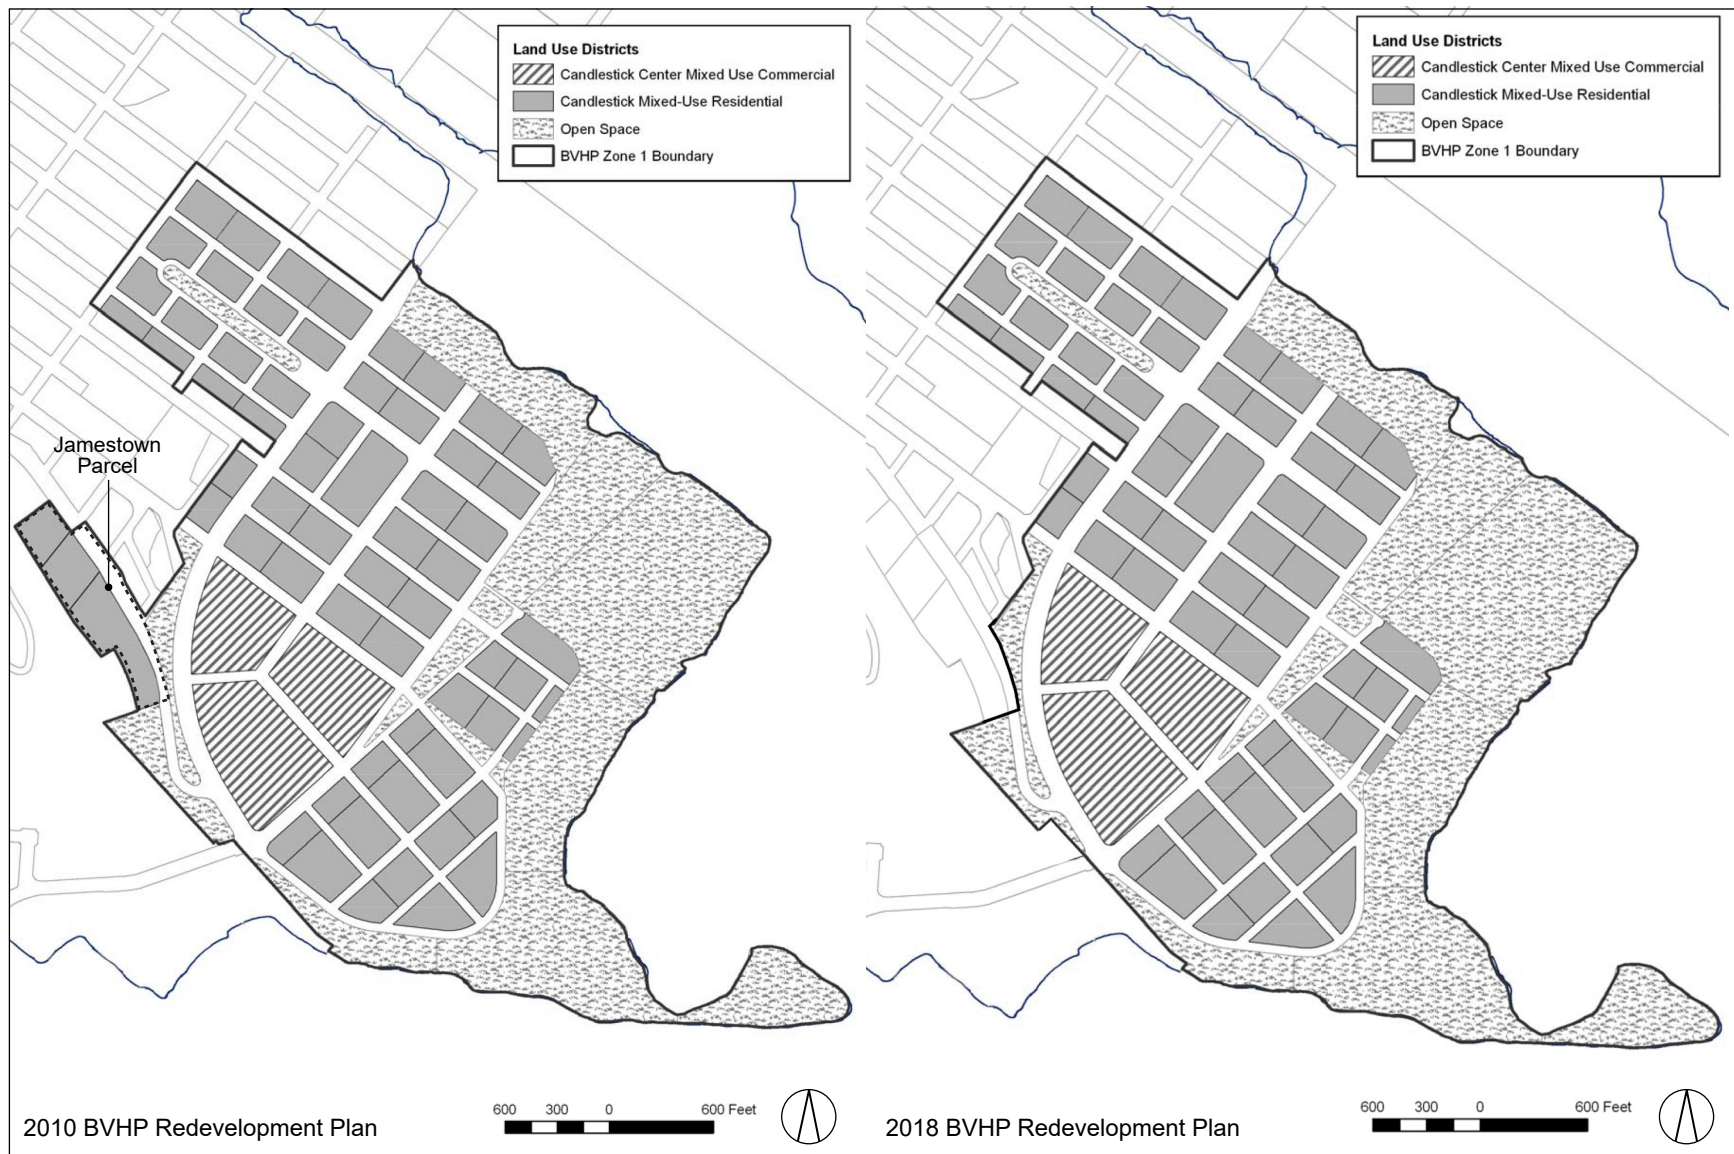 Land Use Districts
Candlestick Center Mixed Use Commercial
Candlestick Mixed-Use Residential
Open Space
BVHP Zone 1 Boundary
Jamestown
Parcel
600 300 0 600 Feet
2010 BVHP Redevelopment Plan
Land Use Districts
Candlestick Center Mixed Use Commercial
Candlestick Mixed-Use Residential
Open Space
BVHP Zone 1 Boundary
600 300 0 600 Feet
2018 BVHP Redevelopment Plan